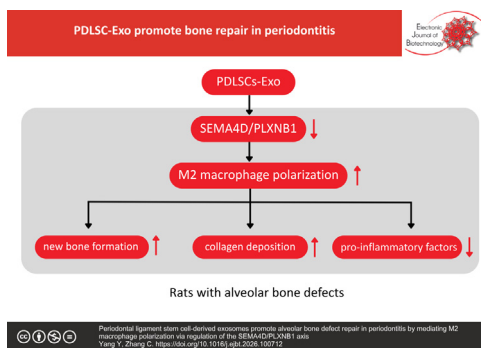 PDLSC-Exo promote bone repair in periodontitis
Electronic
Journal of
Biotechnology
PDLSCs-Exo
SEMA4D/PLXNB1
M2 macrophage polarization
new bone formation
collagen deposition
pro-inflammatory factors
Rats with alveolar bone defects
Periodontal ligament stem cell-derived exosomes promote alveolar bone defect repair in periodontitis by mediating M2
macrophage polarization via regulation of the SEMA4D/PLXNB1 axis
Yang Y, Zhang C. https://doi.org/10.1016/j.ejbt.2026.100712